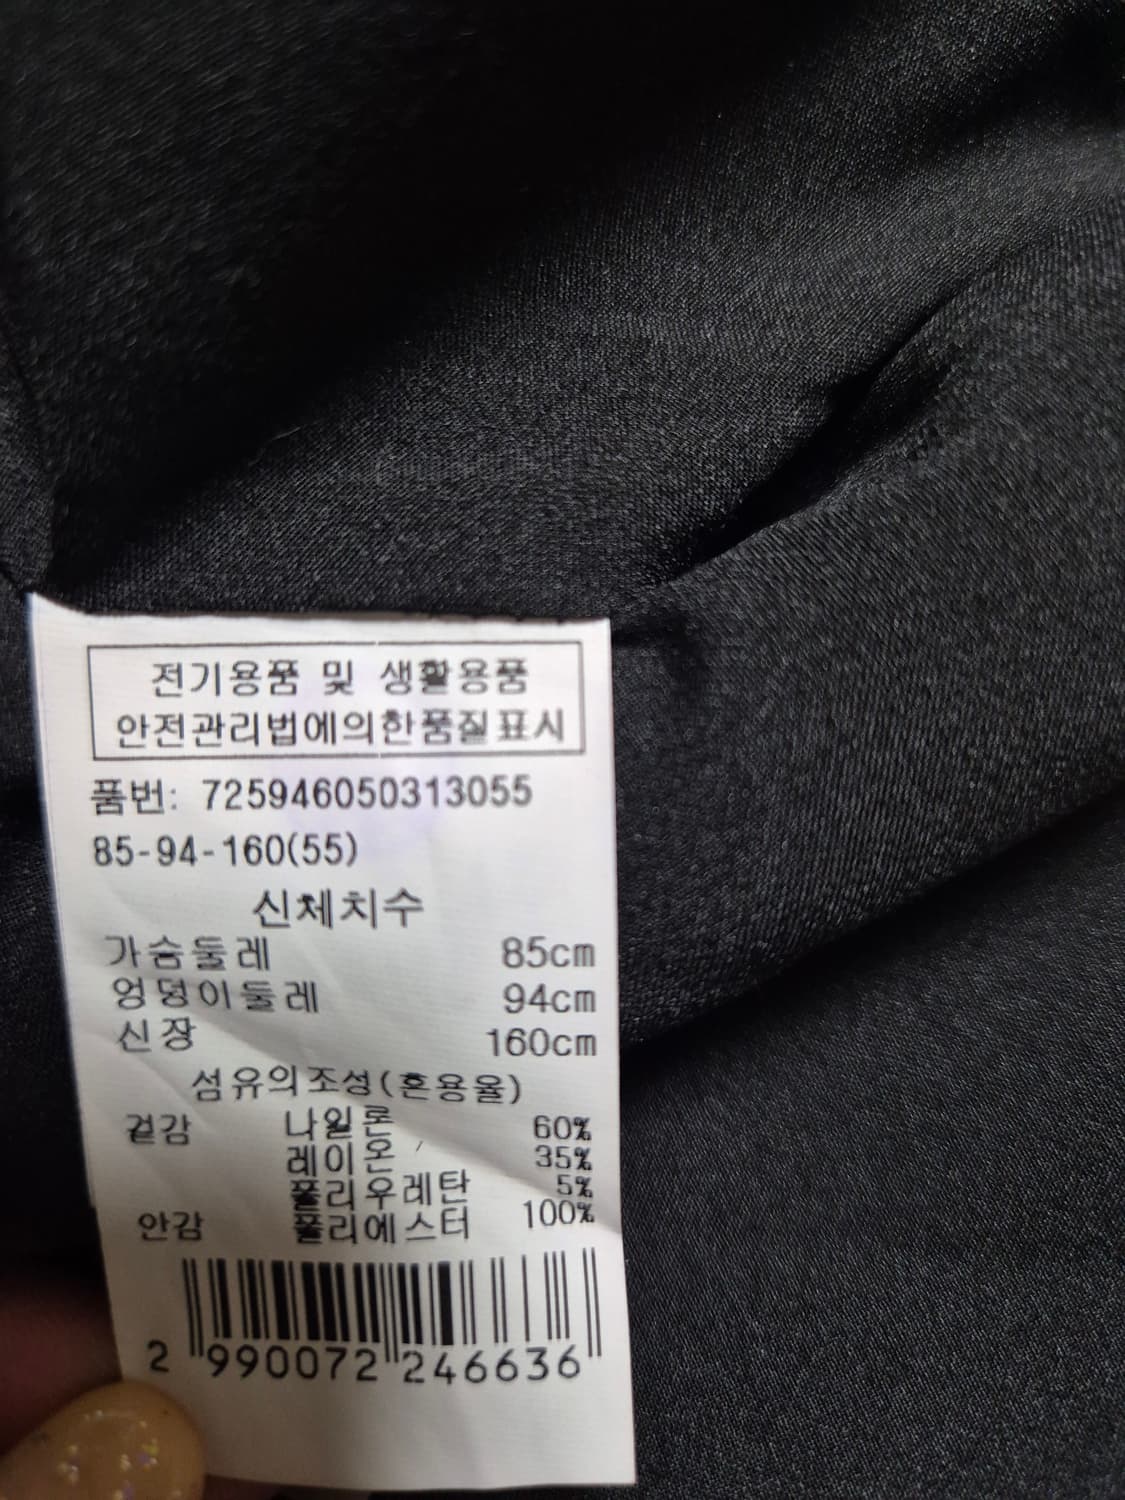 전기용품 및 생활용품
안전관리법에의한품질표시
품번: 725946050313055
85-94-160(55)
신체치수
가슴둘레 85cm
엉덩이둘레 94cm
신장 160cm
섬유의조성(혼용율)
겉감 나일론 60%
레이온 35%
폴리우레탄 5%
안감 폴리에스터 100%
2 990072 246636